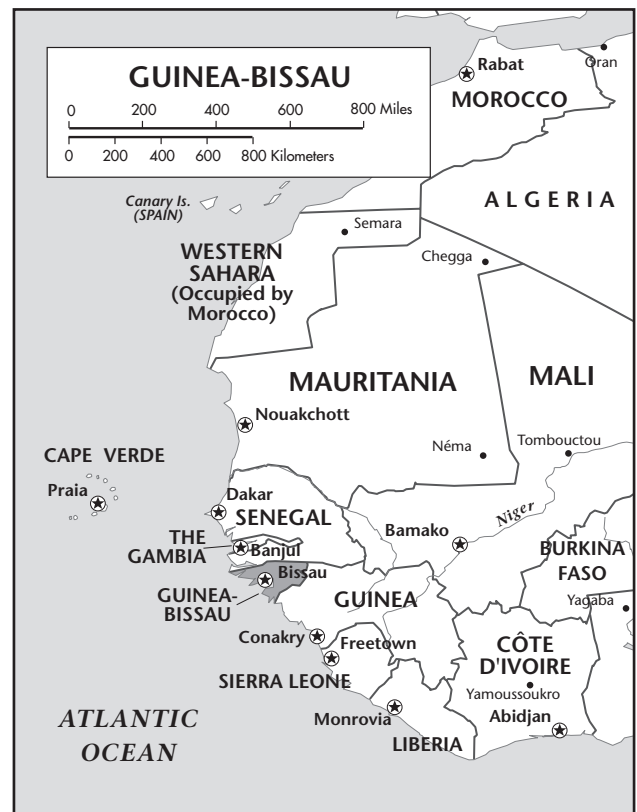 GUINEA-BISSAU
0 200 400 600 800 Miles
0 200 400 600 800 Kilometers
Rabat
Oran
MOROCCO
ALGERIA
Canary Is.
(SPAIN)
Semara
Chegga
WESTERN
SAHARA
(Occupied by
Morocco)
MAURITANIA
MALI
Nouakchott
Néma
Tombouctou
CAPE VERDE
Praia
Dakar
SENEGAL
Niger
Bamako
THE
GAMBIA
Banjul
BURKINA
FASO
Bissau
GUINEA-
BISSAU
GUINEA
Yagaba
Conakry
Freetown
CÔTE
D'IVOIRE
SIERRA LEONE
Yamoussoukro
Monrovia
Abidjan
LIBERIA
ATLANTIC
OCEAN